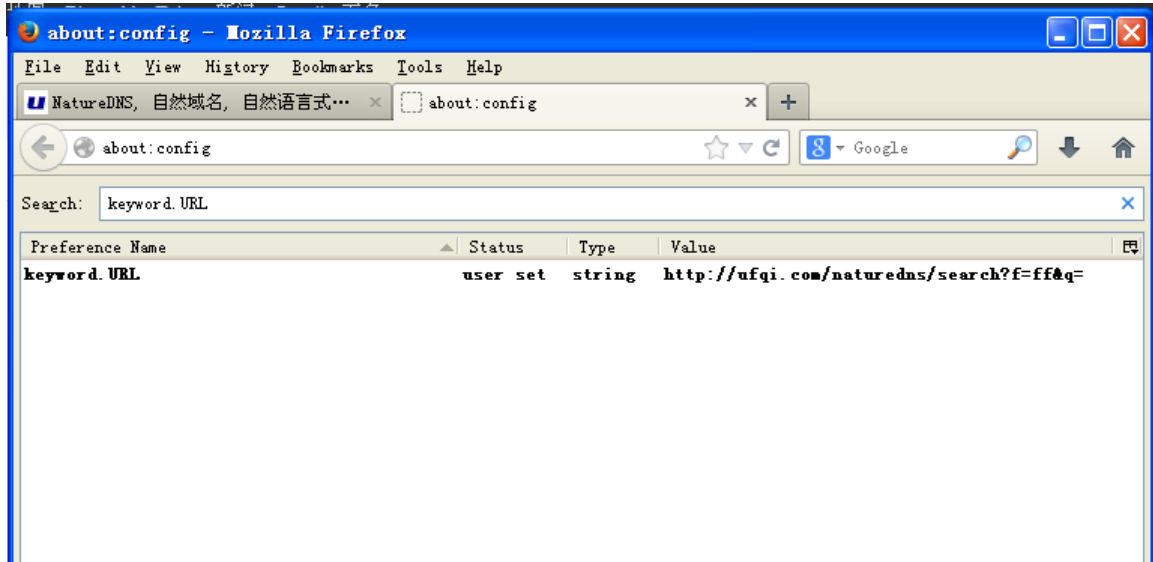 about:config - Mozilla Firefox
File Edit View History Bookmarks Tools Help
NatureDNS, 自然域名, 自然语言式… about:config
about:config Google
Search: keyword.URL
Preference Name Status Type Value
keyword.URL user set string http://ufqi.com/naturedns/search?f=ff&q=